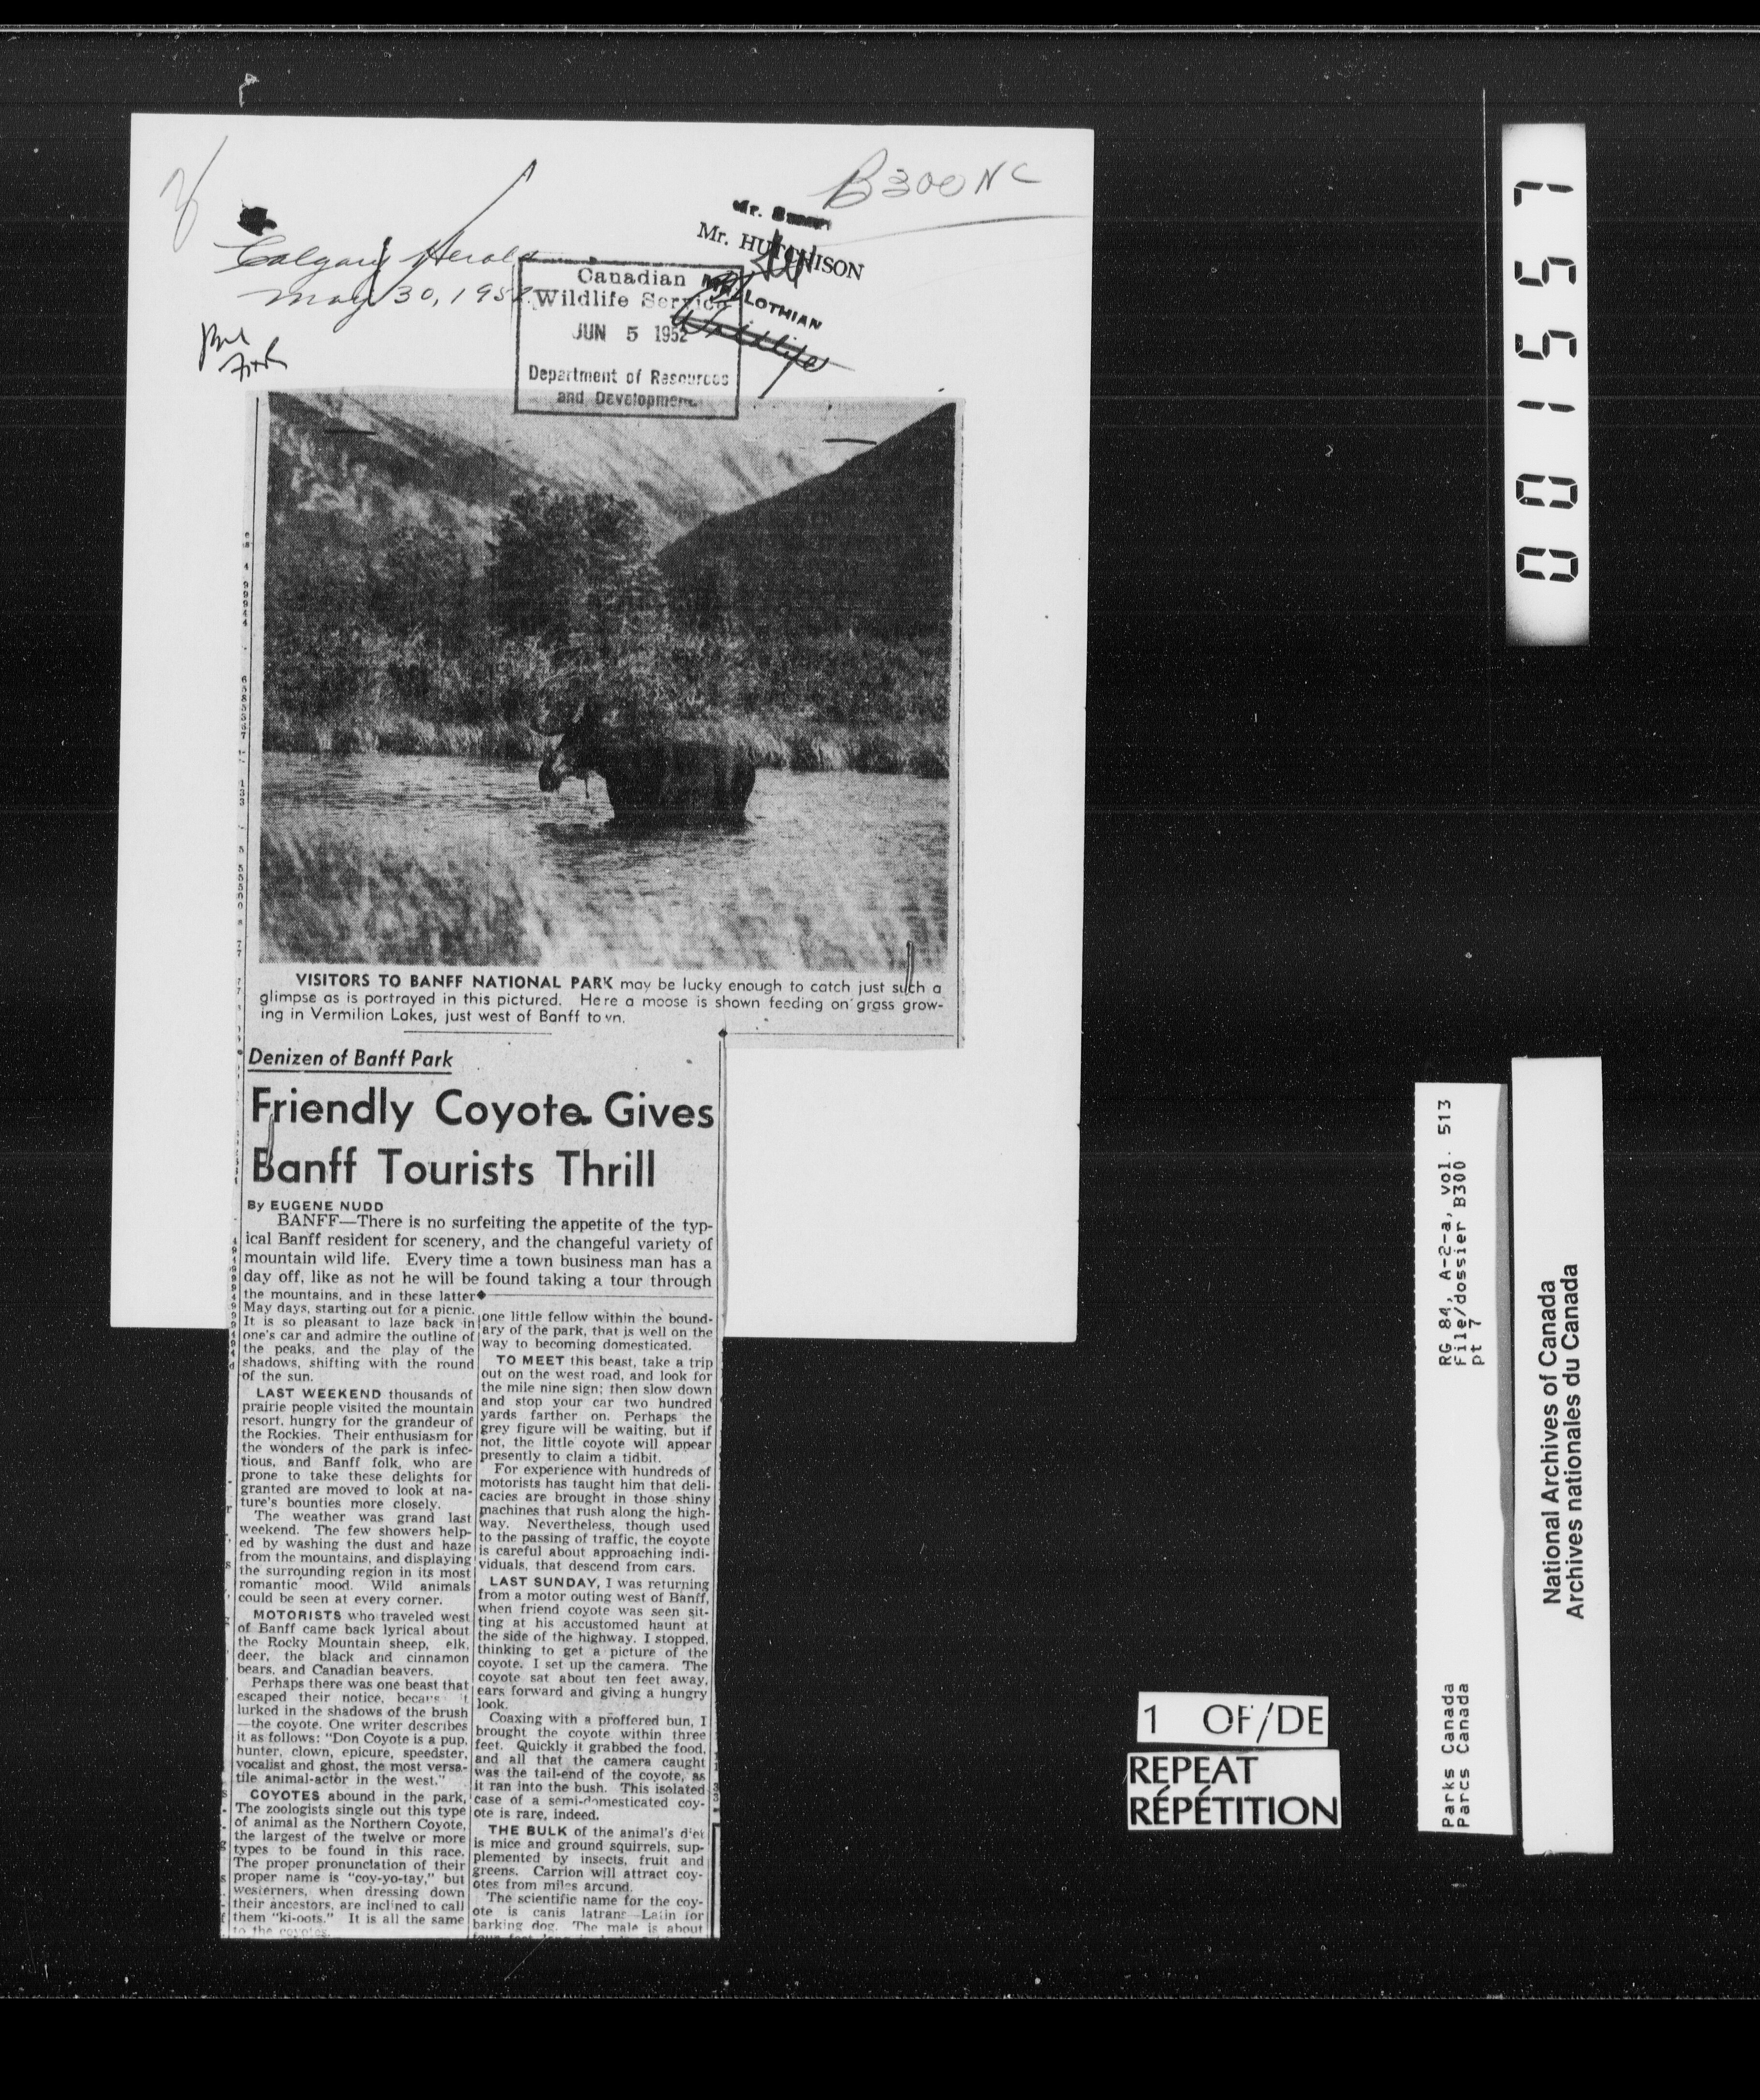 B300 NC
Calgary Herald
May 30, 1952
Mr. HUTCHISON
MR. LOTHIAN
Wildlife
Canadian
Wildlife Service
JUN 5 1952
Department of Resources
and Development
VISITORS TO BANFF NATIONAL PARK may be lucky enough to catch just such a
glimpse as is portrayed in this pictured. Here a moose is shown feeding on grass grow-
ing in Vermilion Lakes, just west of Banff town.
Denizen of Banff Park
Friendly Coyote Gives
Banff Tourists Thrill
By EUGENE NUDD
BANFF—There is no surfeiting the appetite of the typ-
ical Banff resident for scenery, and the changeful variety of
mountain wild life. Every time a town business man has a
day off, like as not he will be found taking a tour through
the mountains, and in these latter
May days, starting out for a picnic.
It is so pleasant to laze back in
one's car and admire the outline of
the peaks, and the play of the
shadows, shifting with the round
of the sun.
LAST WEEKEND thousands of
prairie people visited the mountain
resort, hungry for the grandeur of
the Rockies. Their enthusiasm for
the wonders of the park is infec-
tious, and Banff folk, who are
prone to take these delights for
granted are moved to look at na-
ture's bounties more closely.
The weather was grand last
weekend. The few showers help-
ed by washing the dust and haze
from the mountains, and displaying
the surrounding region in its most
romantic mood. Wild animals
could be seen at every corner.
MOTORISTS who traveled west
of Banff came back lyrical about
the Rocky Mountain sheep, elk,
deer, the black and cinnamon
bears, and Canadian beavers.
Perhaps there was one beast that
escaped their notice, because it
lurked in the shadows of the brush
—the coyote. One writer describes
it as follows: "Don Coyote is a pup,
hunter, clown, epicure, speedster,
vocalist and ghost, the most versa-
tile animal-actor in the west."
COYOTES abound in the park,
The zoologists single out this type
of animal as the Northern Coyote,
the largest of the twelve or more
types to be found in this race.
The proper pronunciation of their
proper name is "coy-yo-tay," but
westerners, when dressing down
their ancestors, are inclined to call
them "ki-oots." It is all the same
to the coyotes.
one little fellow within the bound-
ary of the park, that is well on the
way to becoming domesticated.
TO MEET this beast, take a trip
out on the west road, and look for
the mile nine sign; then slow down
and stop your car two hundred
yards farther on. Perhaps the
grey figure will be waiting, but if
not, the little coyote will appear
presently to claim a tidbit.
For experience with hundreds of
motorists has taught him that deli-
cacies are brought in those shiny
machines that rush along the high-
way. Nevertheless, though used
to the passing of traffic, the coyote
is careful about approaching indi-
viduals, that descend from cars.
LAST SUNDAY, I was returning
from a motor outing west of Banff,
when friend coyote was seen sit-
ting at his accustomed haunt at
the side of the highway. I stopped,
thinking to get a picture of the
coyote. I set up the camera. The
coyote sat about ten feet away,
ears forward and giving a hungry
look.
Coaxing with a proffered bun, I
brought the coyote within three
feet. Quickly it grabbed the food,
and all that the camera caught
was the tail-end of the coyote, as
it ran into the bush. This isolated
case of a semi-domesticated coy-
ote is rare, indeed.
THE BULK of the animal's diet
is mice and ground squirrels, sup-
plemented by insects, fruit and
greens. Carrion will attract coy-
otes from miles around.
The scientific name for the coy-
ote is canis latrans—Latin for
barking dog. The male is about
001557
RG 84, A-2-a, vol. 513
File/dossier B300
pt 7
Parks Canada
Parcs Canada
National Archives of Canada
Archives nationales du Canada
1 OF/DE
REPEAT
RÉPÉTITION